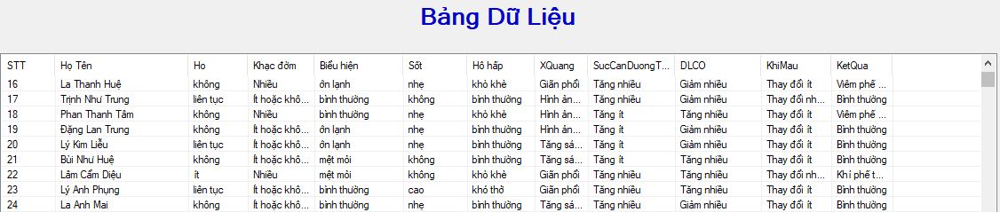 Bảng Dữ Liệu
STT Họ Tên Ho Khạc đờm Biểu hiện Sốt Hô hấp XQuang SucCanDuongT... DLCO KhiMau KetQua
16 La Thanh Huệ không Nhiều ớn lạnh nhẹ khò khè Giãn phổi Tăng nhiều Giảm nhiều Thay đổi ít Viêm phế ...
17 Trịnh Như Trung liên tục Ít hoặc khô... bình thường không bình thường Hình ản... Tăng nhiều Giảm nhiều Thay đổi nh... Bình thường
18 Phan Thanh Tâm không Nhiều bình thường nhẹ khò khè Hình ản... Tăng ít Tăng nhiều Thay đổi ít Viêm phế ...
19 Đặng Lan Trung không Ít hoặc khô... ớn lạnh nhẹ bình thường Hình ản... Tăng ít Giảm nhiều Thay đổi ít Bình thường
20 Lý Kim Liễu liên tục Ít hoặc khô... ớn lạnh nhẹ bình thường Tăng sá... Tăng nhiều Giảm nhiều Thay đổi ít Bình thường
21 Bùi Như Huệ không Ít hoặc khô... mệt mỏi không bình thường Tăng sá... Tăng ít Tăng nhiều Thay đổi ít Bình thường
22 Lâm Cẩm Diệu ít Nhiều mệt mỏi không khò khè Giãn phổi Tăng nhiều Tăng nhiều Thay đổi nh... Khí phế t...
23 Lý Anh Phụng liên tục Ít hoặc khô... bình thường cao khó thở Giãn phổi Tăng nhiều Tăng nhiều Thay đổi ít Bình thường
24 La Anh Mai không Ít hoặc khô... bình thường nhẹ bình thường Tăng sá... Tăng nhiều Giảm nhiều Thay đổi ít Bình thường